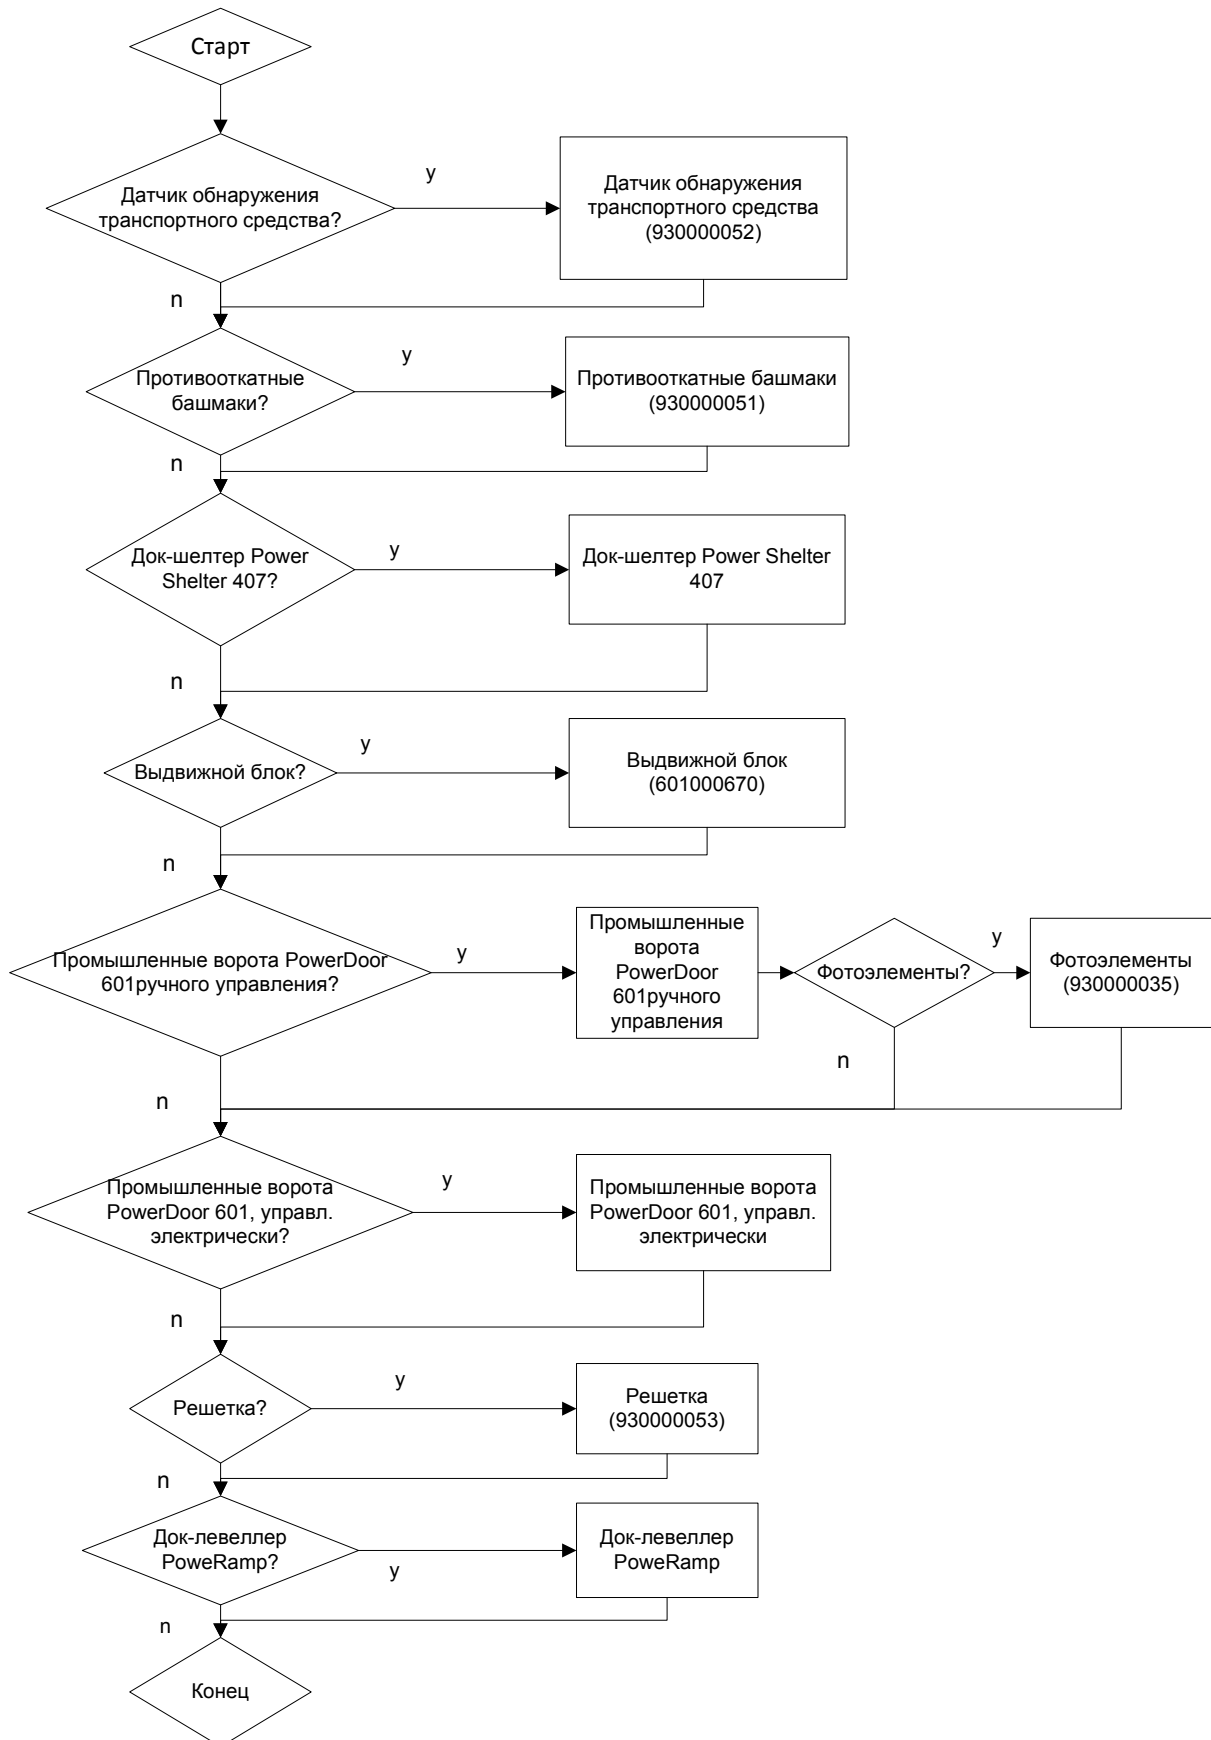 Старт
Датчик обнаружения
транспортного средства?
y
Датчик обнаружения
транспортного средства
(930000052)
n
Противооткатные
башмаки?
y
Противооткатные башмаки
(930000051)
n
Док-шелтер Power
Shelter 407?
y
Док-шелтер Power Shelter
407
n
Выдвижной блок?
y
Выдвижной блок
(601000670)
n
Промышленные ворота PowerDoor
601ручного управления?
y
Промышленные
ворота
PowerDoor
601ручного
управления
Фотоэлементы?
y
Фотоэлементы
(930000035)
n
n
Промышленные ворота
PowerDoor 601, управл.
электрически?
y
Промышленные ворота
PowerDoor 601, управл.
электрически
n
Решетка?
y
Решетка
(930000053)
n
Док-левеллер
PoweRamp?
y
Док-левеллер
PoweRamp
n
Конец